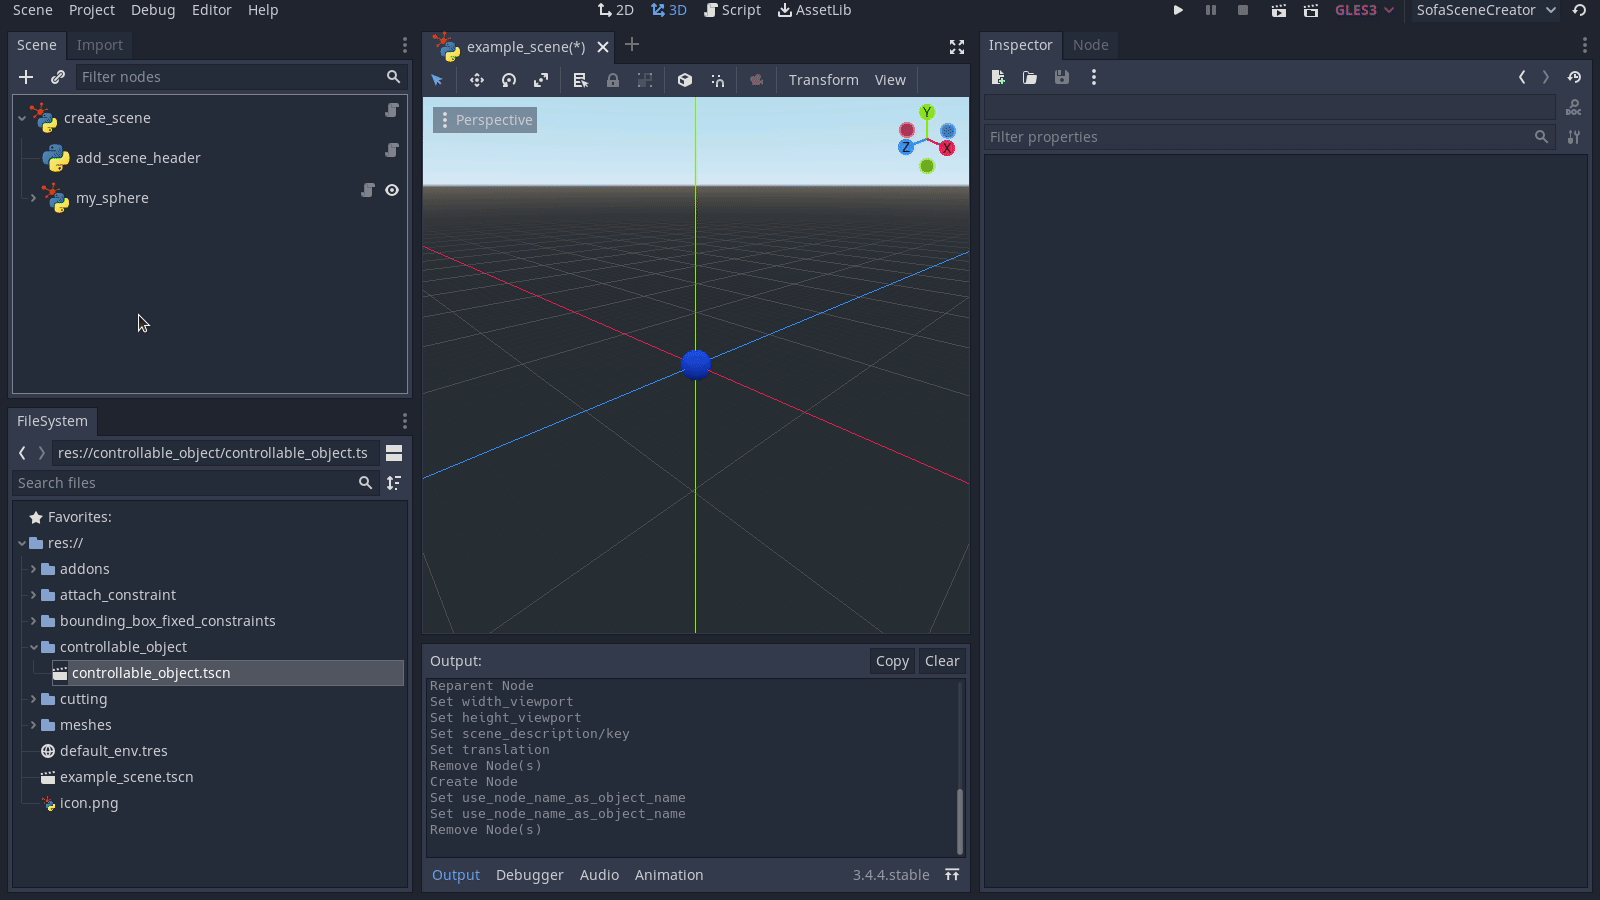 Scene Project Debug Editor Help 2D 3D Script AssetLib GLES3 SofaSceneCreator
Scene Import
Filter nodes
create_scene
add_scene_header
my_sphere
FileSystem
res://controllable_object/controllable_object.ts
Search files
Favorites:
res://
addons
attach_constraint
bounding_box_fixed_constraints
controllable_object
controllable_object.tscn
cutting
meshes
default_env.tres
example_scene.tscn
icon.png
example_scene(*)
Transform View
Perspective
Y
Z X
Output: Copy Clear
Reparent Node
Set width_viewport
Set height_viewport
Set scene_description/key
Set translation
Remove Node(s)
Create Node
Set use_node_name_as_object_name
Set use_node_name_as_object_name
Remove Node(s)
Output Debugger Audio Animation 3.4.4.stable
Inspector Node
DOC
Filter properties